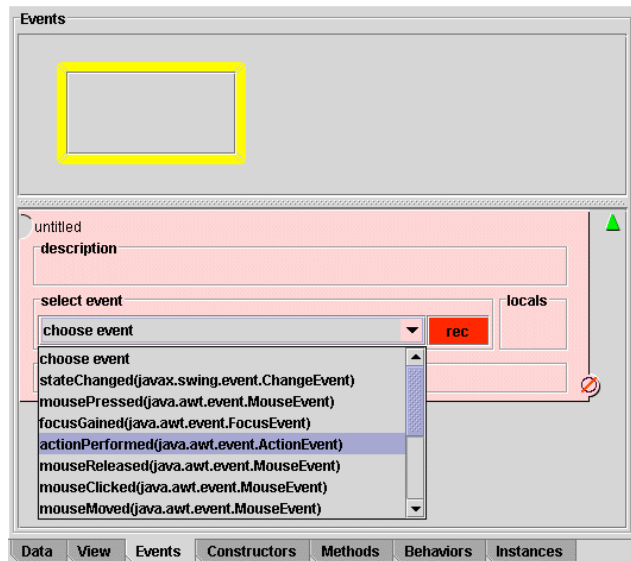 Events
untitled
description
select event
locals
choose event
rec
choose event
stateChanged(javax.swing.event.ChangeEvent)
mousePressed(java.awt.event.MouseEvent)
focusGained(java.awt.event.FocusEvent)
actionPerformed(java.awt.event.ActionEvent)
mouseReleased(java.awt.event.MouseEvent)
mouseClicked(java.awt.event.MouseEvent)
mouseMoved(java.awt.event.MouseEvent)
Data View Events Constructors Methods Behaviors Instances